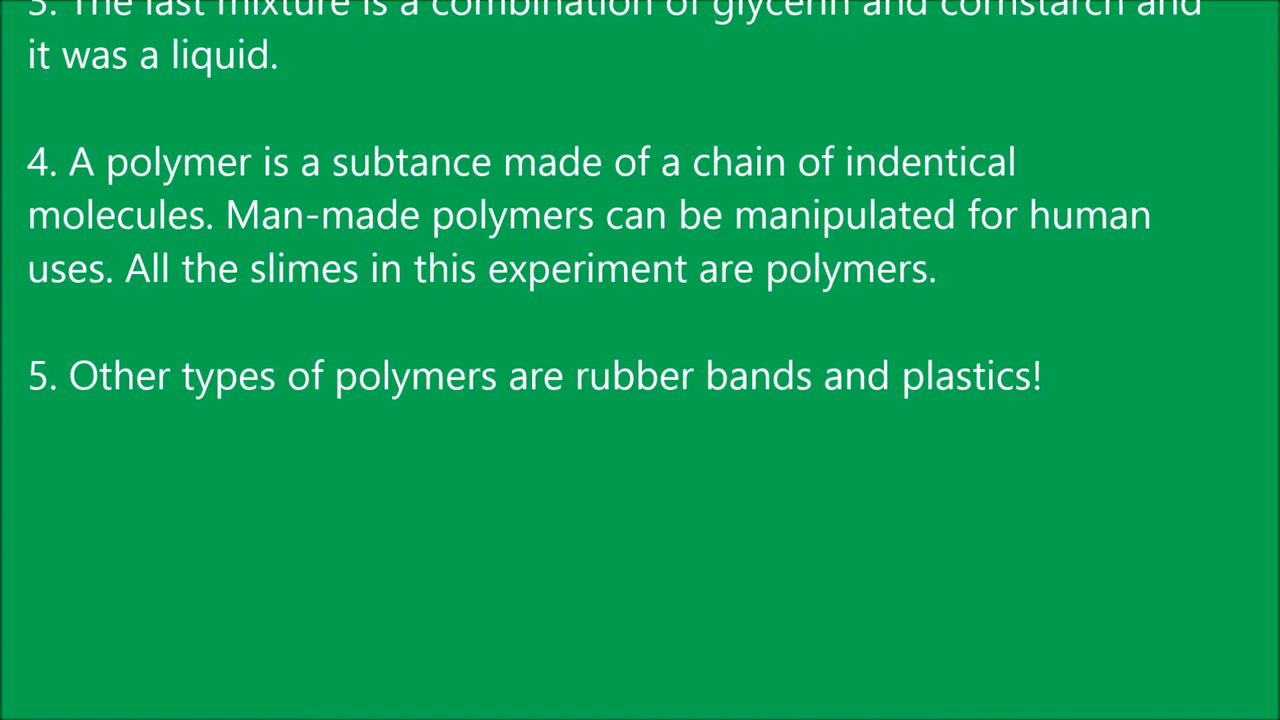 3. The last mixture is a combination of glycerin and cornstarch and
it was a liquid.
4. A polymer is a subtance made of a chain of indentical
molecules. Man-made polymers can be manipulated for human
uses. All the slimes in this experiment are polymers.
5. Other types of polymers are rubber bands and plastics!